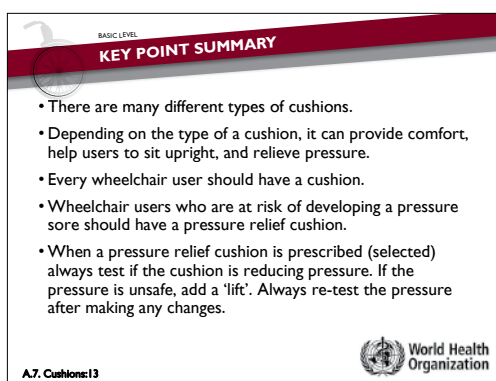 BASIC LEVEL
KEY POINT SUMMARY
• There are many different types of cushions.
• Depending on the type of a cushion, it can provide comfort,
help users to sit upright, and relieve pressure.
• Every wheelchair user should have a cushion.
• Wheelchair users who are at risk of developing a pressure
sore should have a pressure relief cushion.
• When a pressure relief cushion is prescribed (selected)
always test if the cushion is reducing pressure. If the
pressure is unsafe, add a ‘lift’. Always re-test the pressure
after making any changes.
A.7. Cushions:13
World Health
Organization